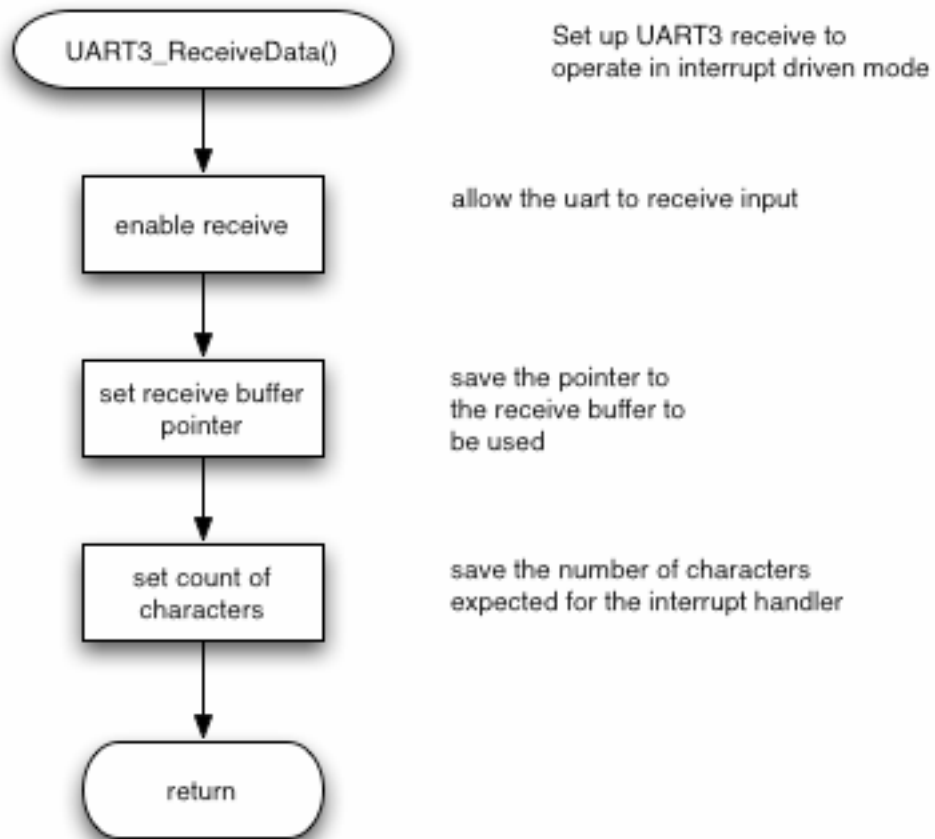 UART3_ReceiveData()
Set up UART3 receive to
operate in interrupt driven mode
enable receive
allow the uart to receive input
set receive buffer
pointer
save the pointer to
the receive buffer to
be used
set count of
characters
save the number of characters
expected for the interrupt handler
return